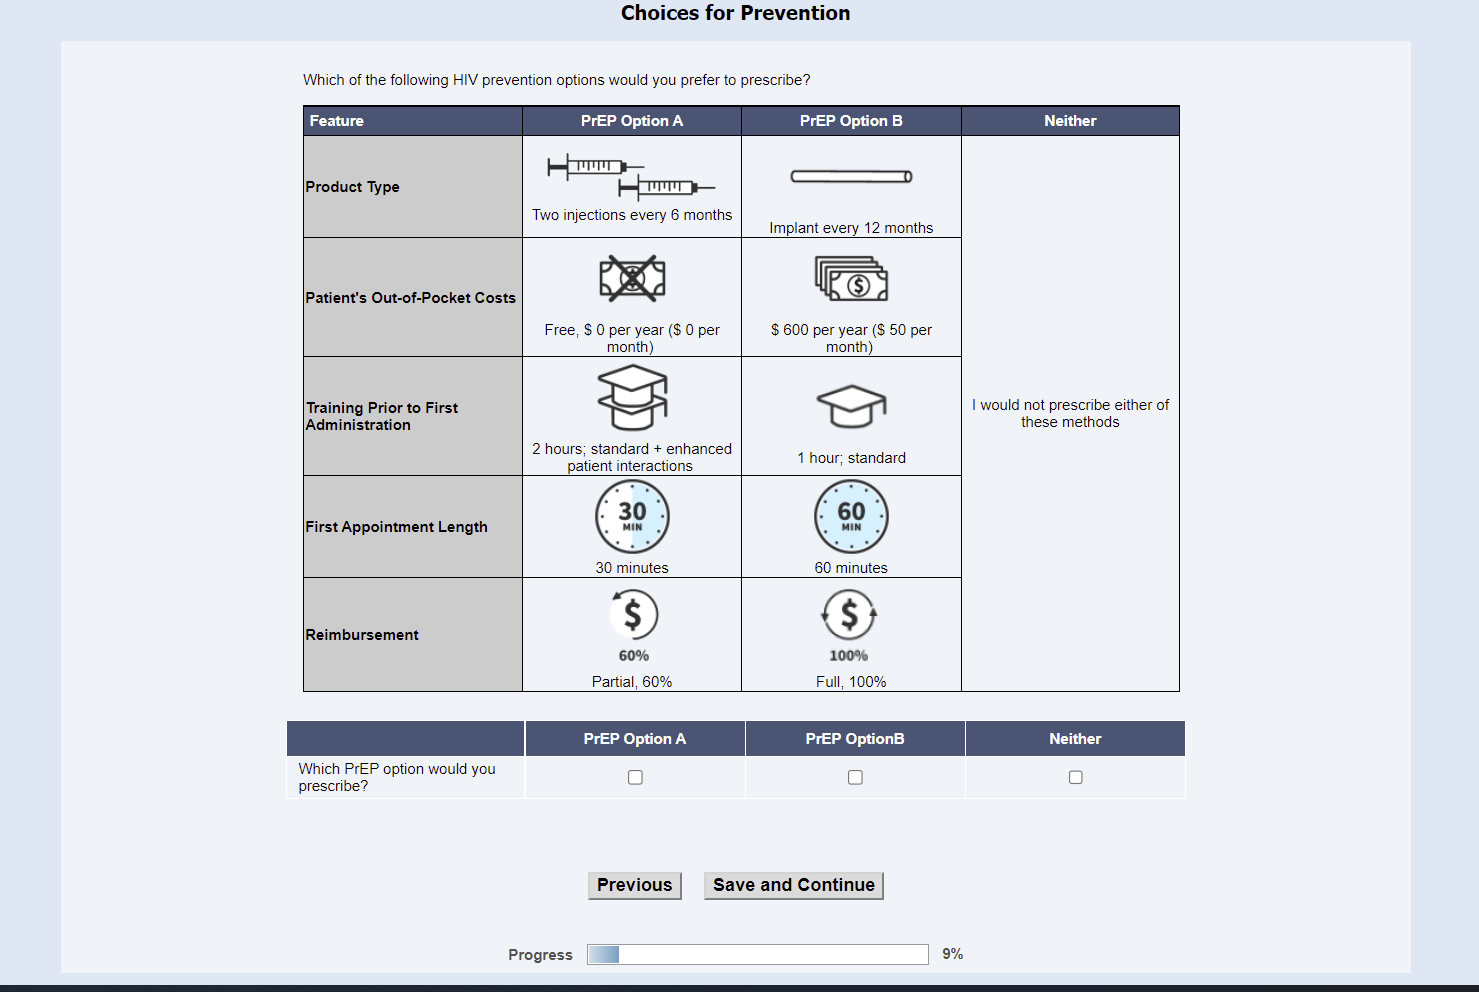 Choices for Prevention
Which of the following HIV prevention options would you prefer to prescribe?
Feature
PrEP Option A
PrEP Option B
Neither
Product Type
Two injections every 6 months
Implant every 12 months
I would not prescribe either of
these methods
Patient's Out-of-Pocket Costs
Free, $ 0 per year ($ 0 per
month)
$
$ 600 per year ($ 50 per
month)
Training Prior to First
Administration
2 hours; standard + enhanced
patient interactions
1 hour; standard
First Appointment Length
30
MIN
30 minutes
60
MIN
60 minutes
Reimbursement
$
60%
Partial, 60%
$
100%
Full, 100%
PrEP Option A
PrEP OptionB
Neither
Which PrEP option would you
prescribe?
Previous
Save and Continue
Progress
9%